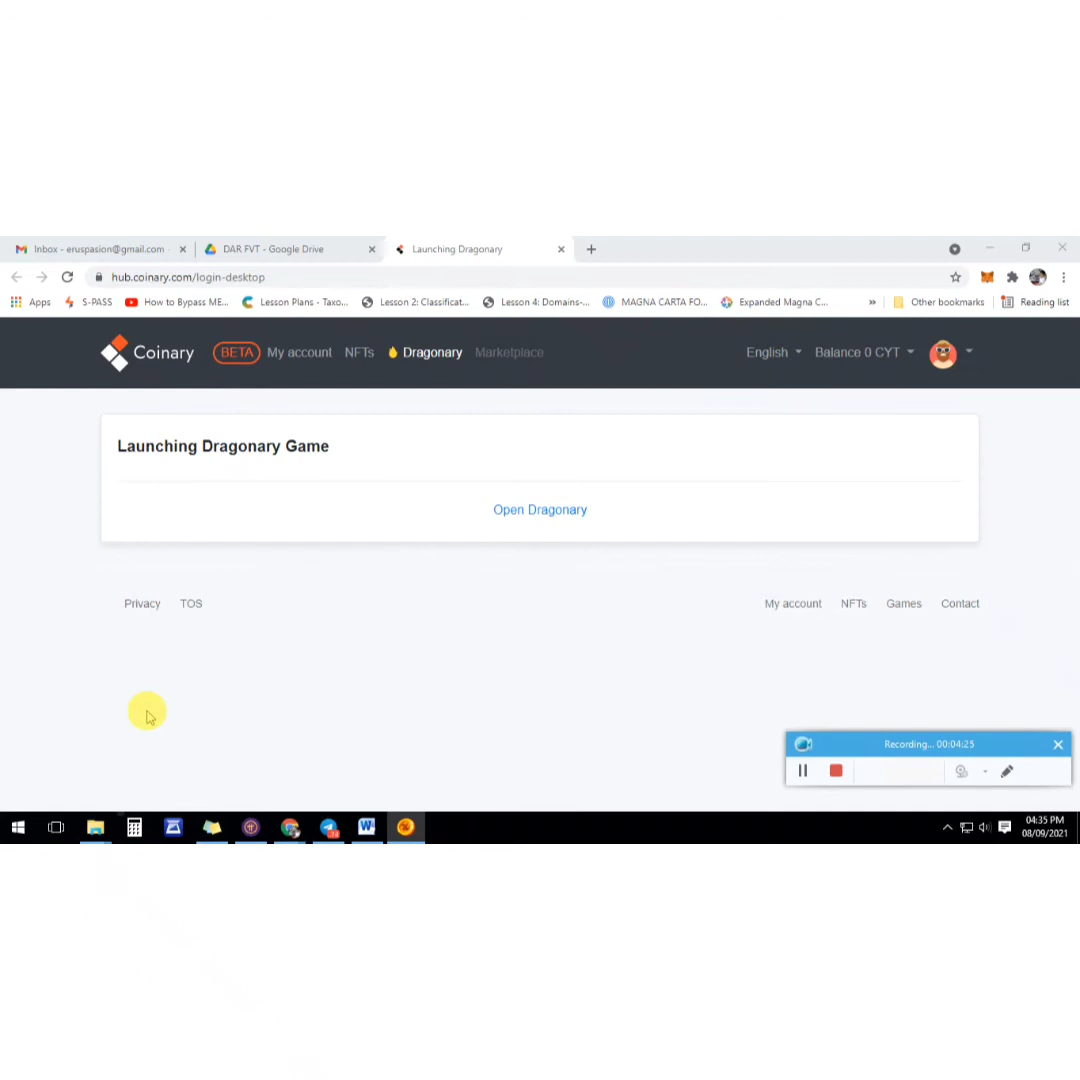 Inbox - eruspasion@gmail.com
DAR FVT - Google Drive
Launching Dragonary
hub.coinary.com/login-desktop
Apps
S-PASS
How to Bypass ME...
Lesson Plans - Taxo...
Lesson 2: Classificat...
Lesson 4: Domains-...
MAGNA CARTA FO...
Expanded Magna C...
»
Other bookmarks
Reading list
Coinary
BETA
My account
NFTs
Dragonary
Marketplace
English
Balance 0 CYT
Launching Dragonary Game
Open Dragonary
Privacy
TOS
My account
NFTs
Games
Contact
Recording... 00:04:25
04:35 PM
08/09/2021